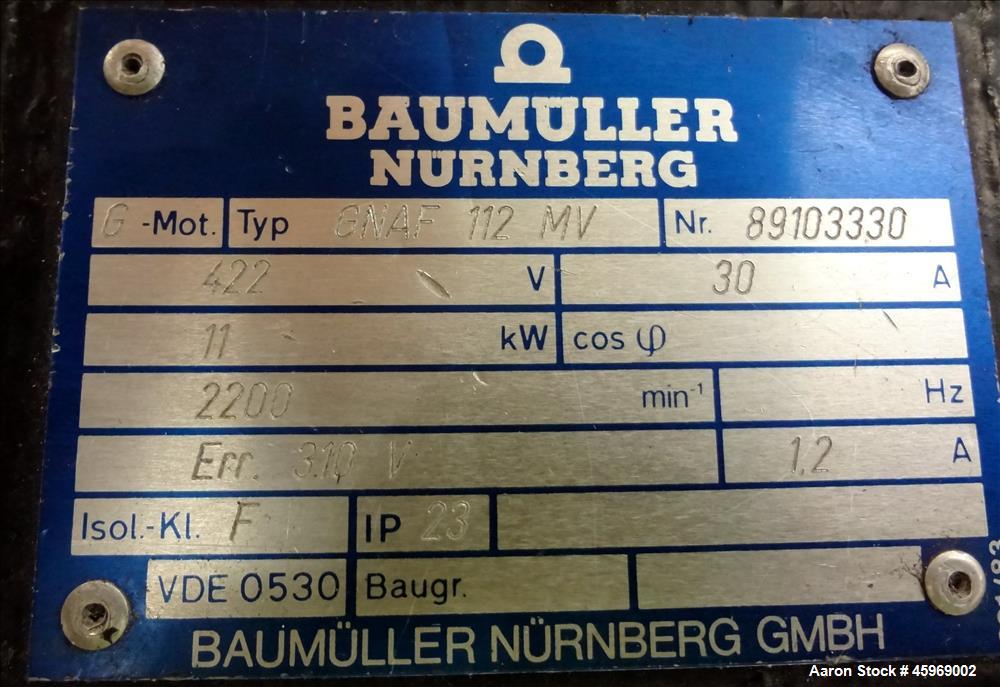 BAUMÜLLER
NÜRNBERG
G -Mot. Typ GNAF 112 MV Nr. 89103330
422 V 30 A
11 kW cos φ
2200 min⁻¹ Hz
Err. 310 V 1,2 A
Isol.-Kl. F IP 23
VDE 0530 Baugr.
BAUMÜLLER NÜRNBERG GMBH
Aaron Stock # 45969002